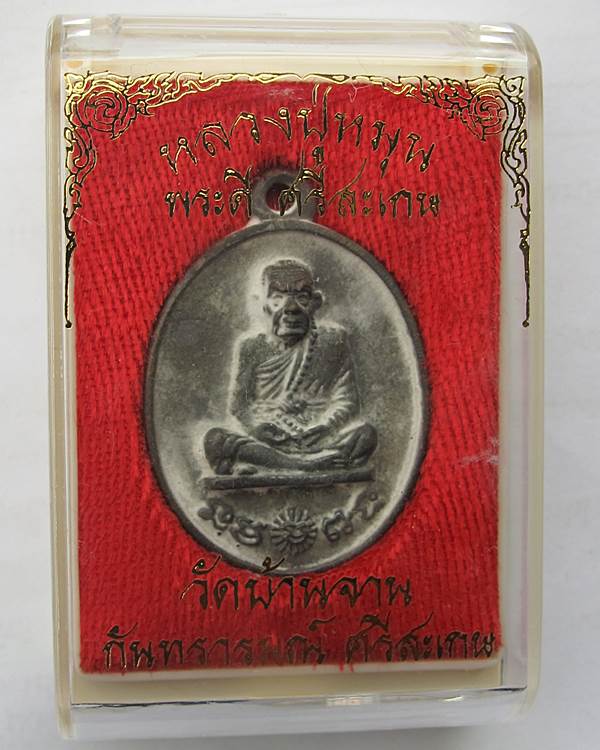 หลวงปู่หมุน
พระดี ศรีสะเกษ
วัดบ้านจาน
กันทรารมณ์ ศรีสะเกษ